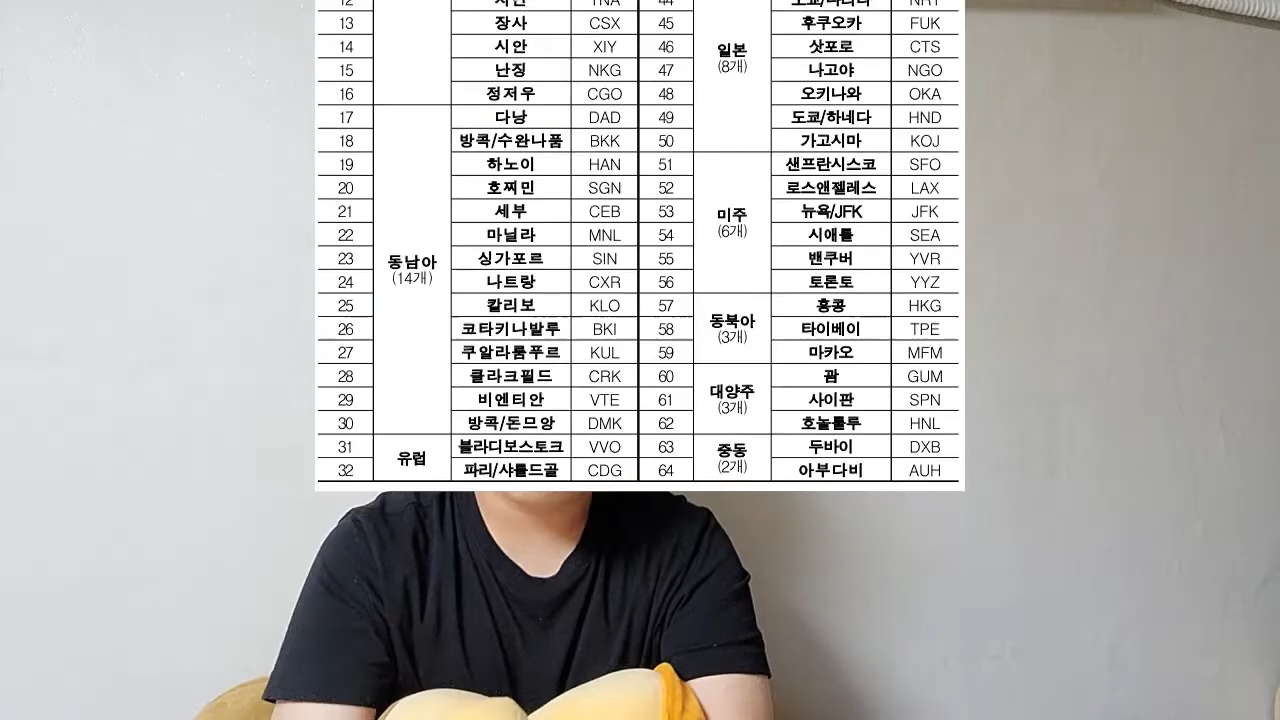 13 장사 CSX 45 후쿠오카 FUK
14 시안 XIY 46 삿포로 CTS
일본
(8개)
15 난징 NKG 47 나고야 NGO
16 정저우 CGO 48 오키나와 OKA
17 다낭 DAD 49 도쿄/하네다 HND
18 방콕/수완나품 BKK 50 가고시마 KOJ
19 하노이 HAN 51 샌프란시스코 SFO
20 호찌민 SGN 52 로스앤젤레스 LAX
21 세부 CEB 53 뉴욕/JFK JFK
미주
(6개)
22 마닐라 MNL 54 시애틀 SEA
23 싱가포르 SIN 55 밴쿠버 YVR
동남아
(14개)
24 나트랑 CXR 56 토론토 YYZ
25 칼리보 KLO 57 홍콩 HKG
동북아
(3개)
26 코타키나발루 BKI 58 타이베이 TPE
27 쿠알라룸푸르 KUL 59 마카오 MFM
28 클라크필드 CRK 60 괌 GUM
대양주
(3개)
29 비엔티안 VTE 61 사이판 SPN
30 방콕/돈므앙 DMK 62 호놀룰루 HNL
31 블라디보스토크 VVO 63 두바이 DXB
유럽
중동
(2개)
32 파리/샤를드골 CDG 64 아부다비 AUH